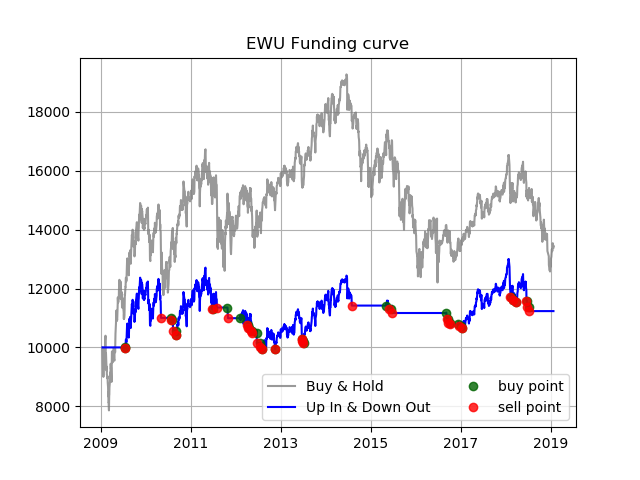 EWU Funding curve
18000
16000
14000
12000
10000
8000
Buy & Hold
Up In & Down Out
buy point
sell point
2009
2011
2013
2015
2017
2019